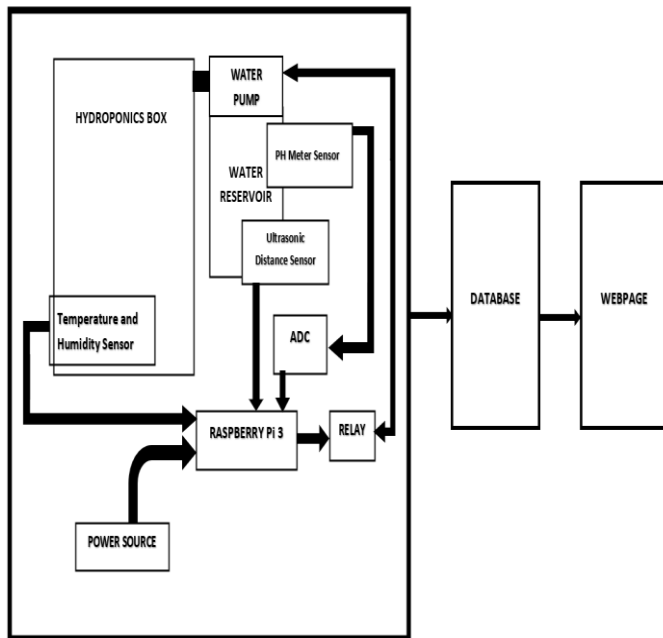 WATER
PUMP
HYDROPONICS BOX
PH Meter Sensor
WATER
RESERVOIR
Ultrasonic
Distance Sensor
Temperature and
Humidity Sensor
ADC
RASPBERRY Pi 3
RELAY
POWER SOURCE
DATABASE
WEBPAGE